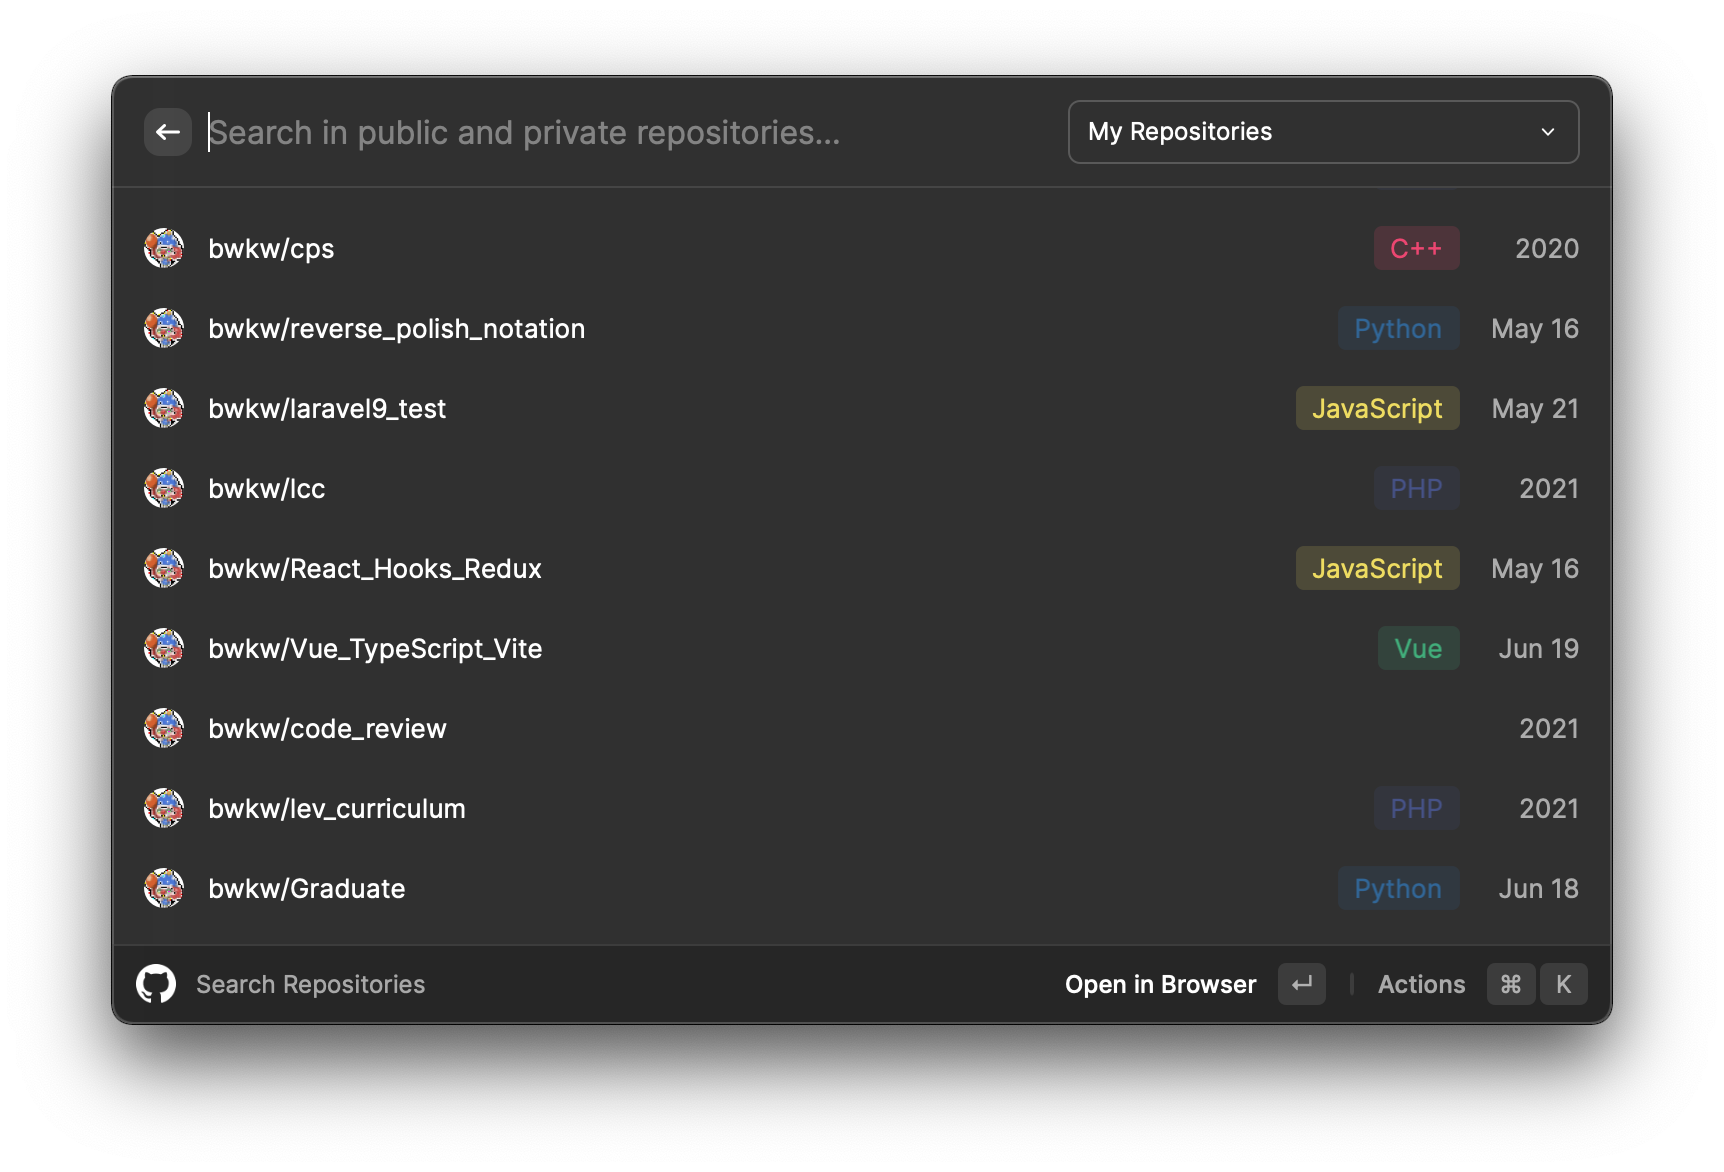 Search in public and private repositories... My Repositories
bwkw/cps C++ 2020
bwkw/reverse_polish_notation Python May 16
bwkw/laravel9_test JavaScript May 21
bwkw/lcc PHP 2021
bwkw/React_Hooks_Redux JavaScript May 16
bwkw/Vue_TypeScript_Vite Vue Jun 19
bwkw/code_review 2021
bwkw/lev_curriculum PHP 2021
bwkw/Graduate Python Jun 18
Search Repositories Open in Browser ↵ Actions ⌘ K